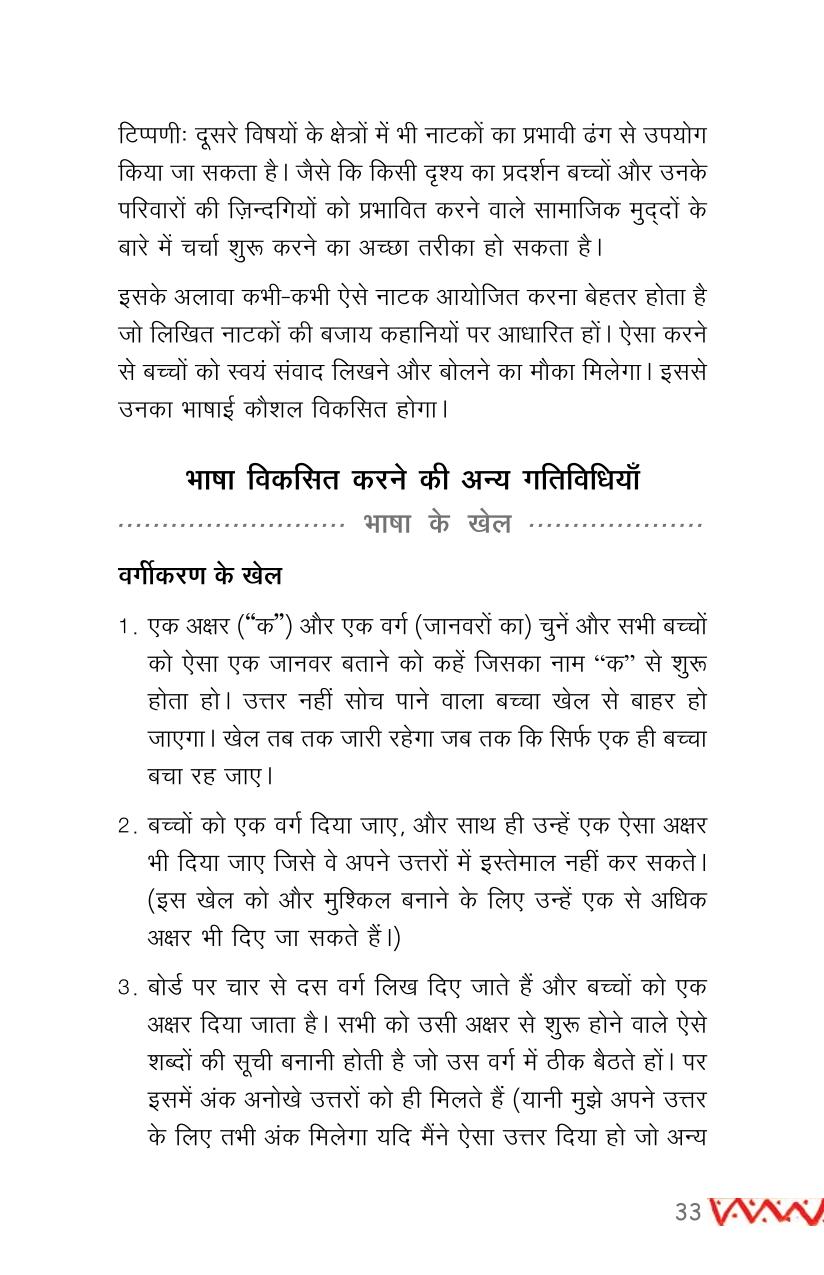 टिप्पणीः दूसरे विषयों के क्षेत्रों में भी नाटकों का प्रभावी ढंग से उपयोग
किया जा सकता है। जैसे कि किसी दृश्य का प्रदर्शन बच्चों और उनके
परिवारों की ज़िन्दगियों को प्रभावित करने वाले सामाजिक मुद्दों के
बारे में चर्चा शुरू करने का अच्छा तरीका हो सकता है।
इसके अलावा कभी-कभी ऐसे नाटक आयोजित करना बेहतर होता है
जो लिखित नाटकों की बजाय कहानियों पर आधारित हों। ऐसा करने
से बच्चों को स्वयं संवाद लिखने और बोलने का मौका मिलेगा। इससे
उनका भाषाई कौशल विकसित होगा।
भाषा विकसित करने की अन्य गतिविधियाँ
.......................... भाषा के खेल ....................
वर्गीकरण के खेल
1. एक अक्षर (“क”) और एक वर्ग (जानवरों का) चुनें और सभी बच्चों
को ऐसा एक जानवर बताने को कहें जिसका नाम “क” से शुरू
होता हो। उत्तर नहीं सोच पाने वाला बच्चा खेल से बाहर हो
जाएगा। खेल तब तक जारी रहेगा जब तक कि सिर्फ एक ही बच्चा
बचा रह जाए।
2. बच्चों को एक वर्ग दिया जाए, और साथ ही उन्हें एक ऐसा अक्षर
भी दिया जाए जिसे वे अपने उत्तरों में इस्तेमाल नहीं कर सकते।
(इस खेल को और मुश्किल बनाने के लिए उन्हें एक से अधिक
अक्षर भी दिए जा सकते हैं।)
3. बोर्ड पर चार से दस वर्ग लिख दिए जाते हैं और बच्चों को एक
अक्षर दिया जाता है। सभी को उसी अक्षर से शुरू होने वाले ऐसे
शब्दों की सूची बनानी होती है जो उस वर्ग में ठीक बैठते हों। पर
इसमें अंक अनोखे उत्तरों को ही मिलते हैं (यानी मुझे अपने उत्तर
के लिए तभी अंक मिलेगा यदि मैंने ऐसा उत्तर दिया हो जो अन्य
33